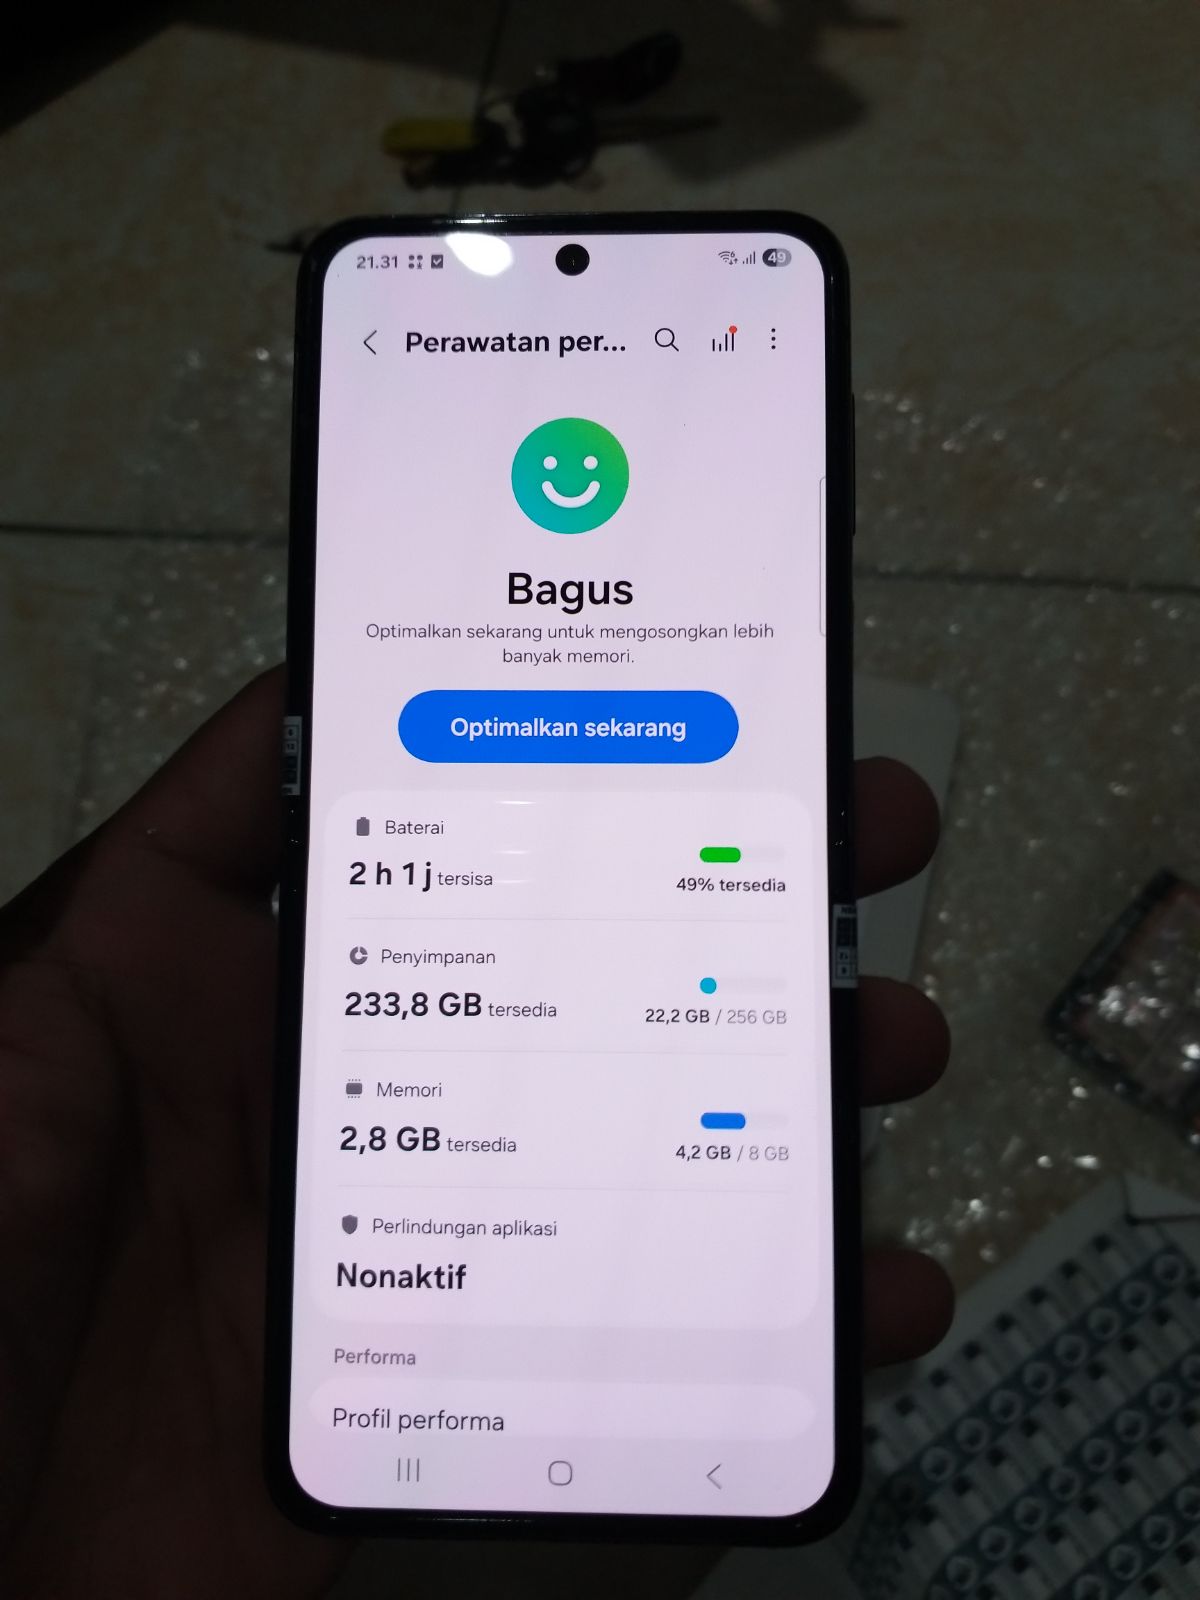 21.31
49
Perawatan per...
Bagus
Optimalkan sekarang untuk mengosongkan lebih
banyak memori.
Optimalkan sekarang
Baterai
2 h 1 j tersisa
49% tersedia
Penyimpanan
233,8 GB tersedia
22,2 GB / 256 GB
Memori
2,8 GB tersedia
4,2 GB / 8 GB
Perlindungan aplikasi
Nonaktif
Performa
Profil performa